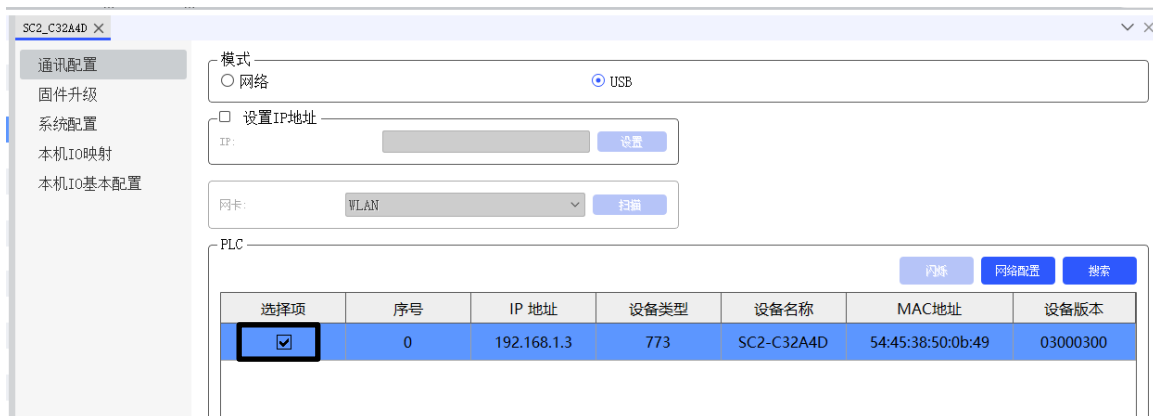 SC2_C32A4D
通讯配置
固件升级
系统配置
本机IO映射
本机IO基本配置
模式
网络 USB
设置IP地址
IP: 设置
网卡: WLAN 扫描
PLC
闪烁 网络配置 搜索
选择项 序号 IP 地址 设备类型 设备名称 MAC地址 设备版本
0 192.168.1.3 773 SC2-C32A4D 54:45:38:50:0b:49 03000300